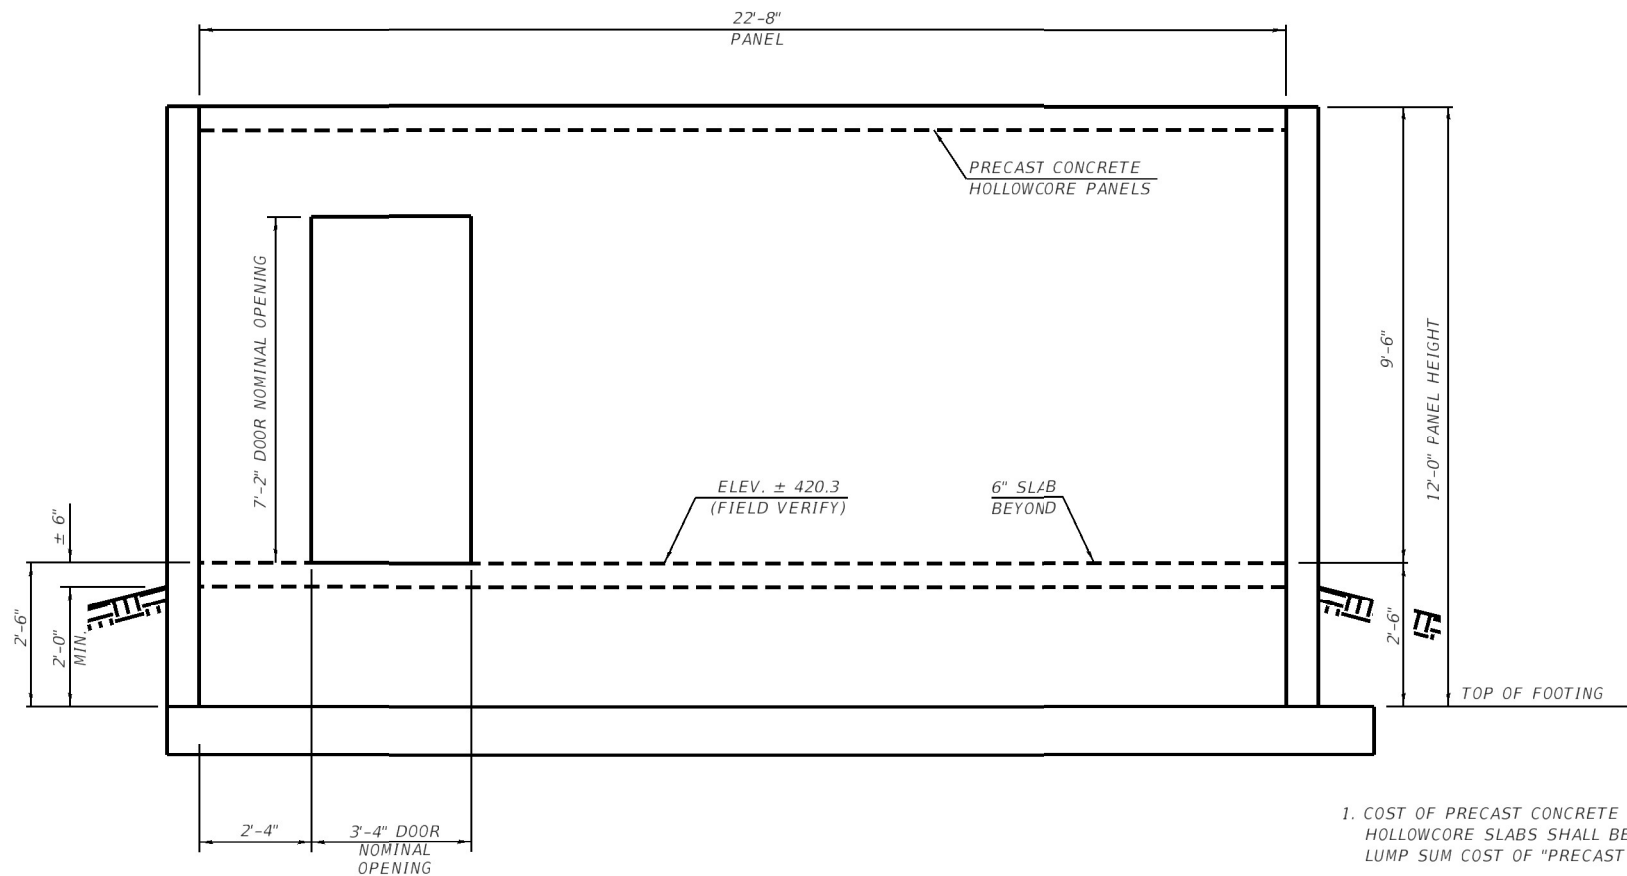 22'-8"
PANEL
PRECAST CONCRETE
HOLLOWCORE PANELS
7'-2" DOOR NOMINAL OPENING
9'-6"
12'-0" PANEL HEIGHT
ELEV. ± 420.3
(FIELD VERIFY)
6" SLAB
BEYOND
± 6"
2'-6"
2'-0"
MIN.
2'-6"
TOP OF FOOTING
2'-4"
3'-4" DOOR
NOMINAL
OPENING
1. COST OF PRECAST CONCRETE
HOLLOWCORE SLABS SHALL BE
LUMP SUM COST OF "PRECAST